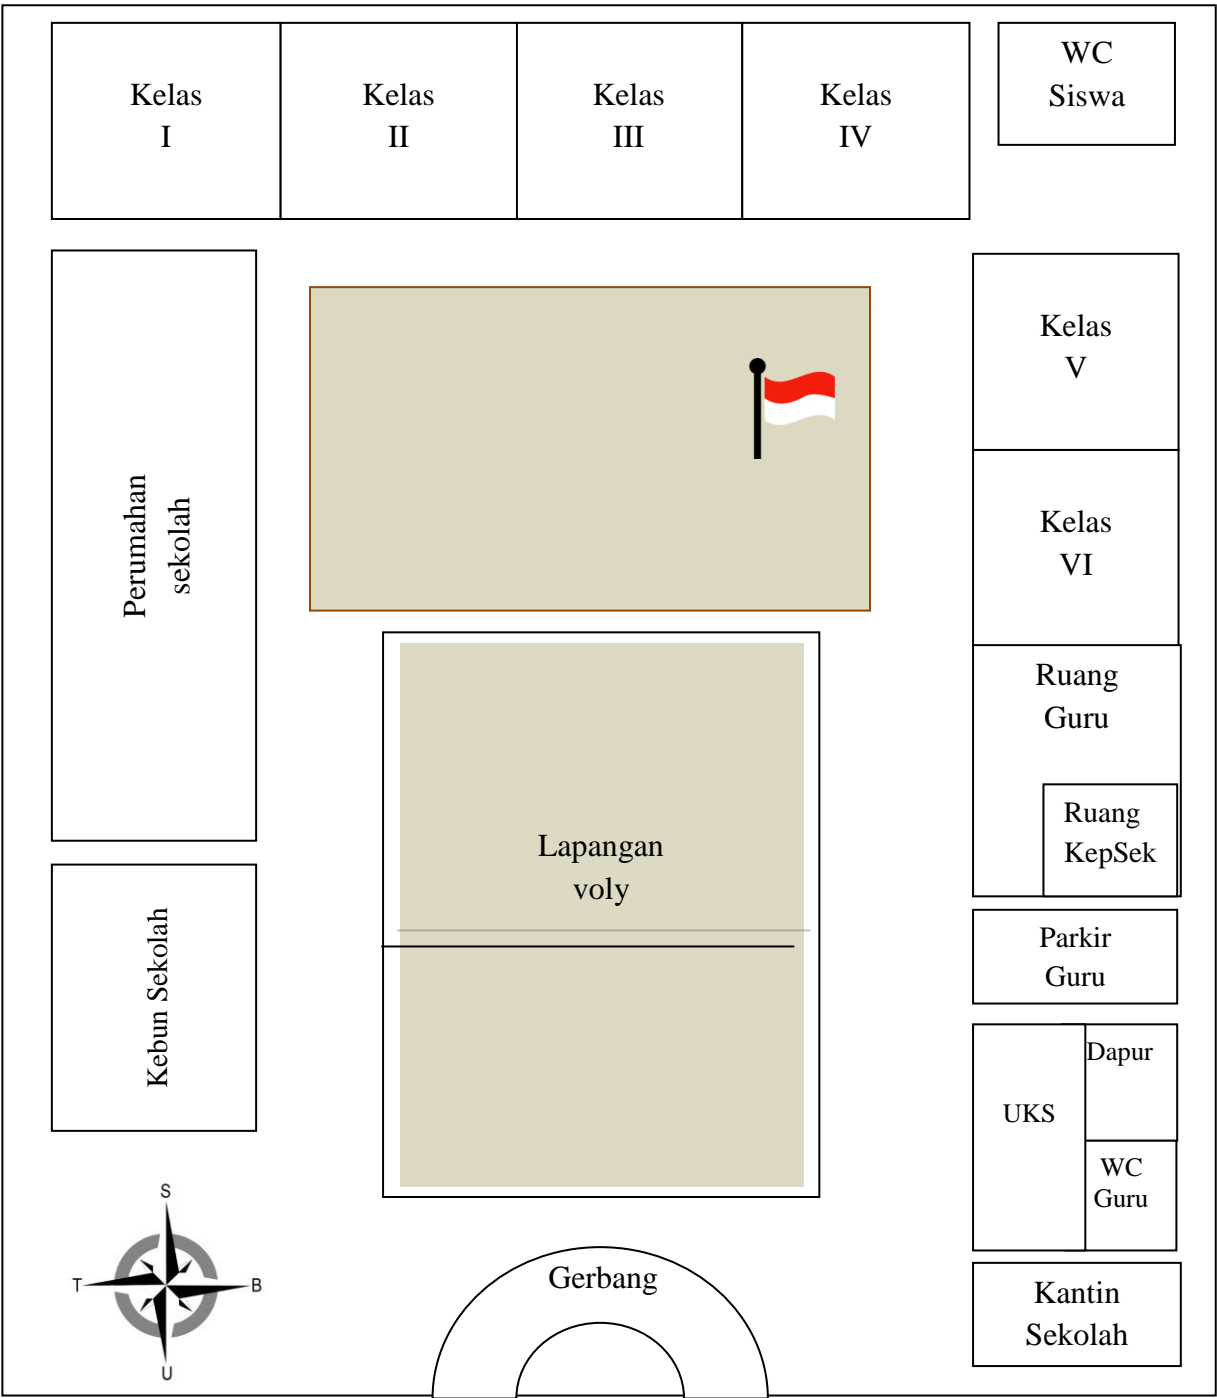 Kelas
I
Kelas
II
Kelas
III
Kelas
IV
WC
Siswa
Perumahan
sekolah
Kelas
V
Kelas
VI
Ruang
Guru
Ruang
KepSek
Lapangan
voly
Kebun Sekolah
Parkir
Guru
UKS
Dapur
WC
Guru
S
T
B
U
Gerbang
Kantin
Sekolah